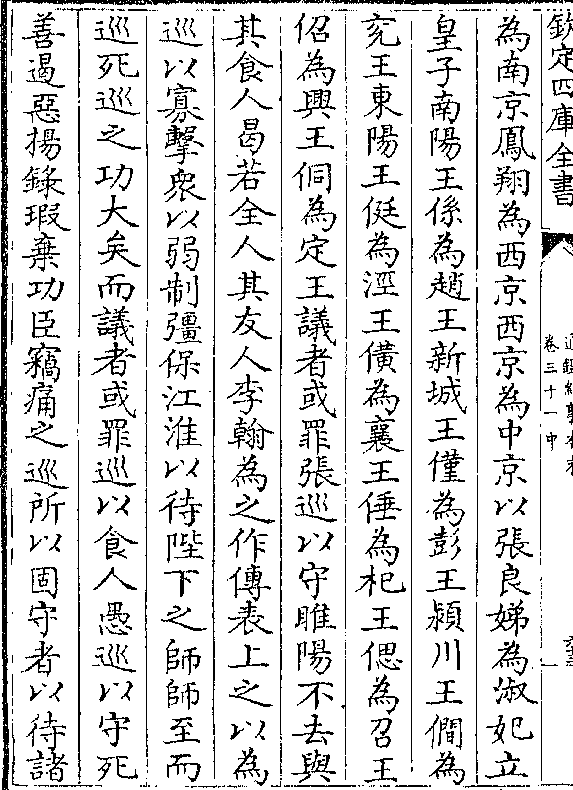 欽定四庫全書
通鑑紀事本末
卷三十一中
為南京鳳翔為西京西京為中京以張良娣為淑妃立
皇子南陽王係為趙王新城王僅為彭王潁川王僴為
兖王東陽王侹為涇王僙為襄王倕為杞王偲為召王
佋為興王侗為定王議者或罪張巡以守睢陽不去與
其食人曷若全人其友人李翰為之作傳表上之以為
巡以寡擊衆以弱制彊保江淮以待陛下之師師至而
巡死巡之功大矣而議者或罪巡以食人愚巡以守死
善遏惡揚錄瑕棄功臣竊痛之巡所以固守者以待諸